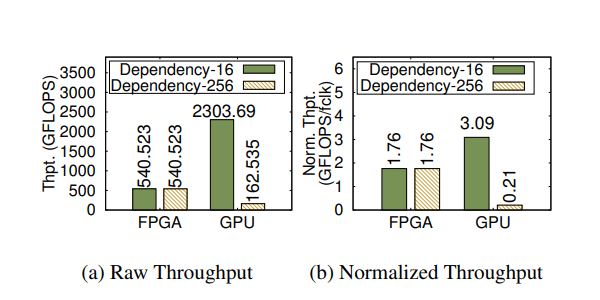 3500
3000
2500
2000
1500
1000
500
0
Thpt. (GFLOPS)
Dependency-16
Dependency-256
540.523
540.523
2303.69
162.535
FPGA GPU
(a) Raw Throughput
6
5
4
3
2
1
0
Norm. Thpt.
(GFLOPS/fclk)
Dependency-16
Dependency-256
1.76
1.76
3.09
0.21
FPGA GPU
(b) Normalized Throughput